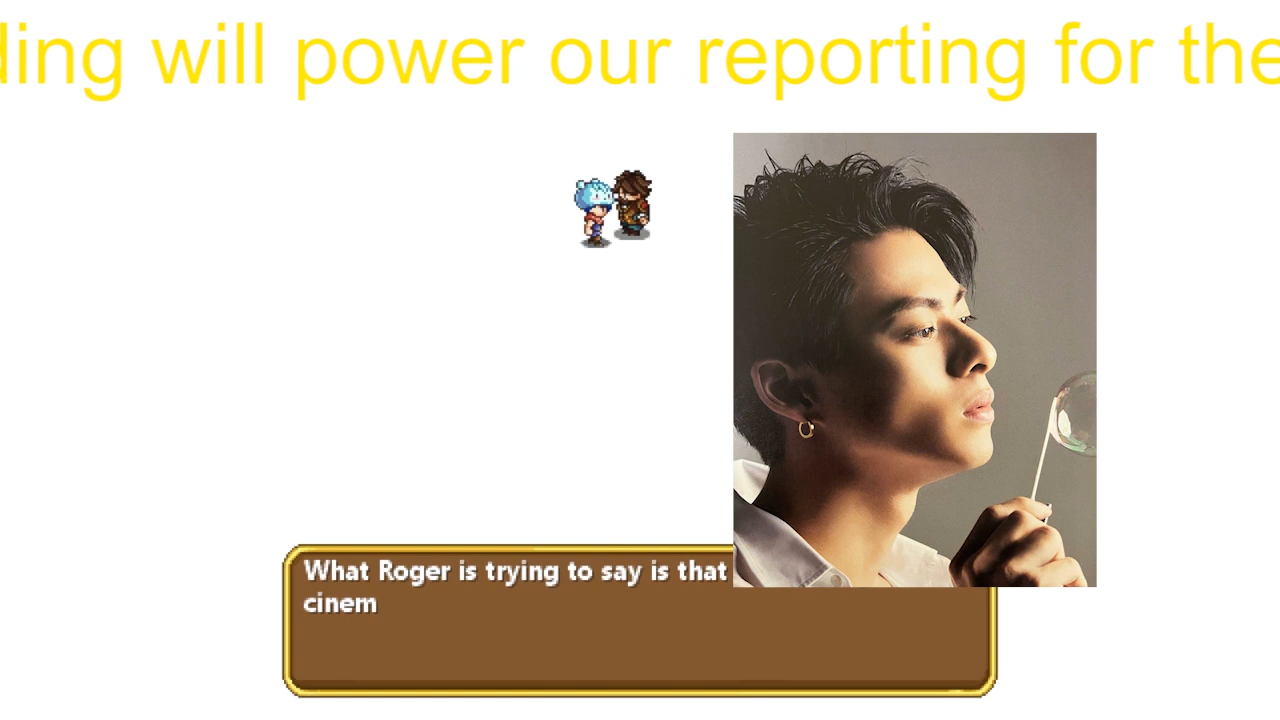 ding will power our reporting for the
What Roger is trying to say is that
cinem